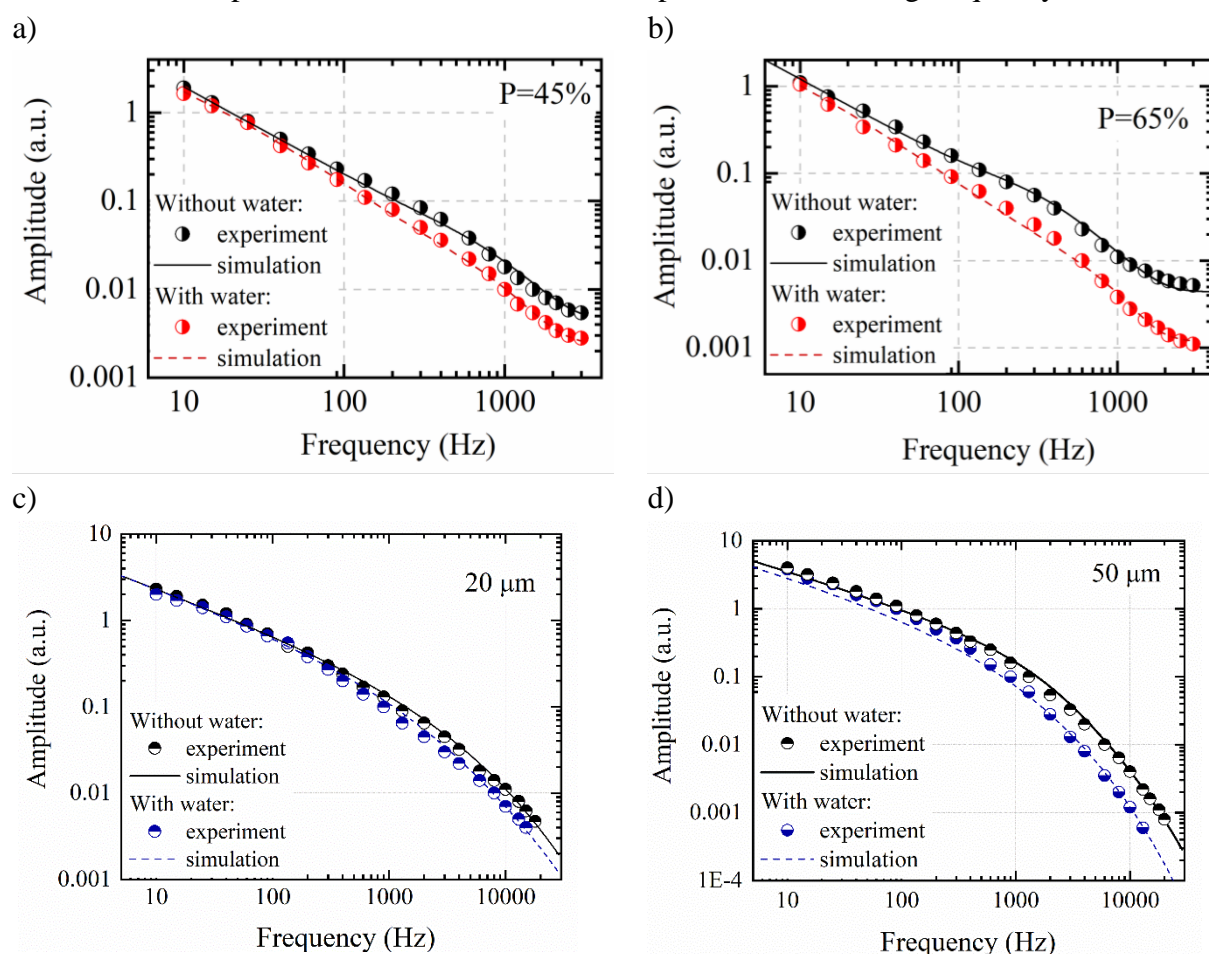 a)
P=45%
Amplitude (a.u.)
1
0.1
0.01
0.001
Without water:
experiment
simulation
With water:
experiment
simulation
10 100 1000
Frequency (Hz)
b)
P=65%
Amplitude (a.u.)
1
0.1
0.01
0.001
Without water:
experiment
simulation
With water:
experiment
simulation
10 100 1000
Frequency (Hz)
c)
20 μm
Amplitude (a.u.)
10
1
0.1
0.01
0.001
Without water:
experiment
simulation
With water:
experiment
simulation
10 100 1000 10000
Frequency (Hz)
d)
50 μm
Amplitude (a.u.)
10
1
0.1
0.01
0.001
1E-4
Without water:
experiment
simulation
With water:
experiment
simulation
10 100 1000 10000
Frequency (Hz)